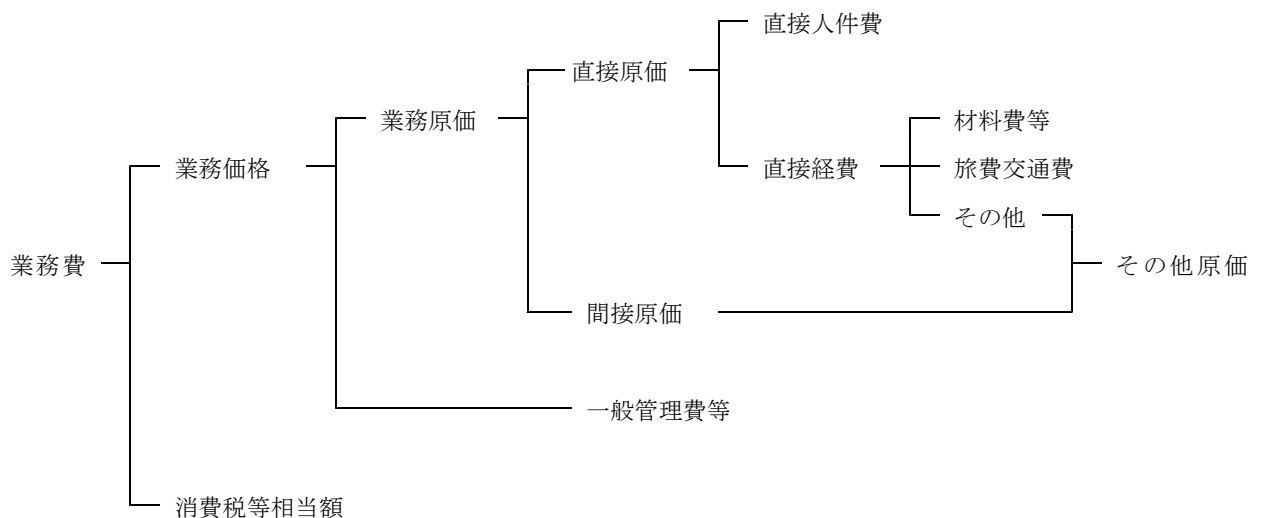 直接人件費
直接原価
業務原価
材料費等
業務価格
直接経費
旅費交通費
その他
業務費
その他原価
間接原価
一般管理費等
消費税等相当額